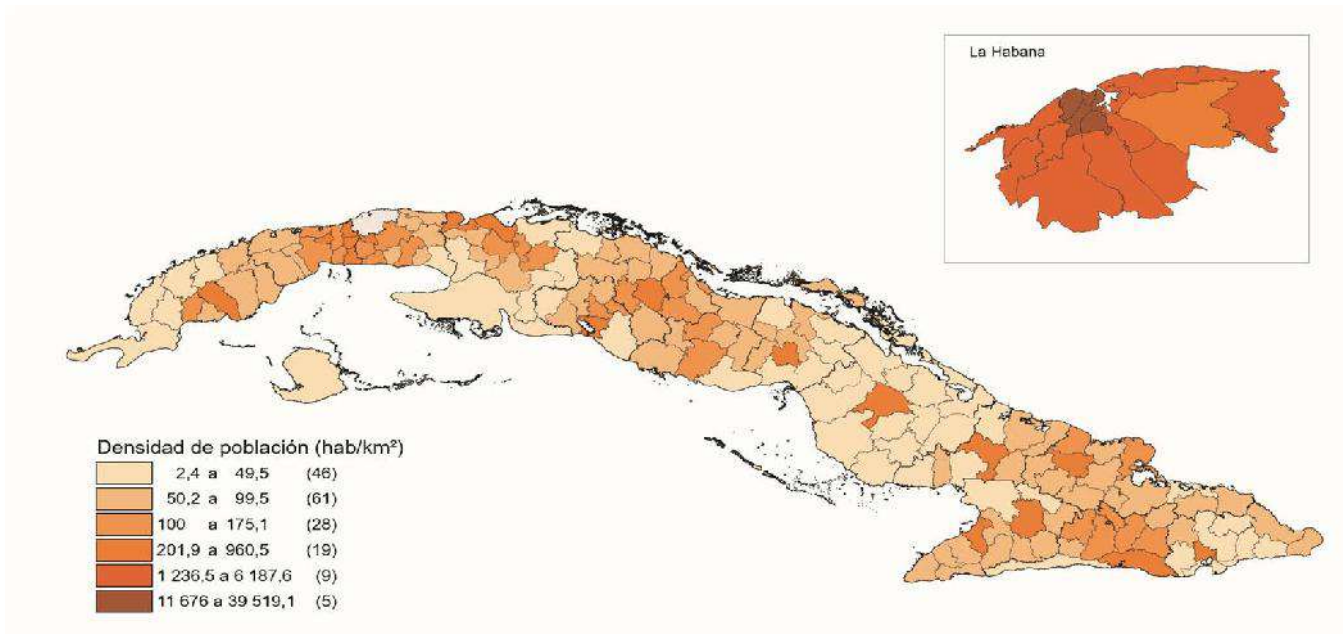 La Habana
Densidad de población (hab/km²)
2,4 a 49,5 (46)
50,2 a 99,5 (61)
100 a 175,1 (28)
201,9 a 960,5 (19)
1 236,5 a 6 187,6 (9)
11 676 a 39 519,1 (5)